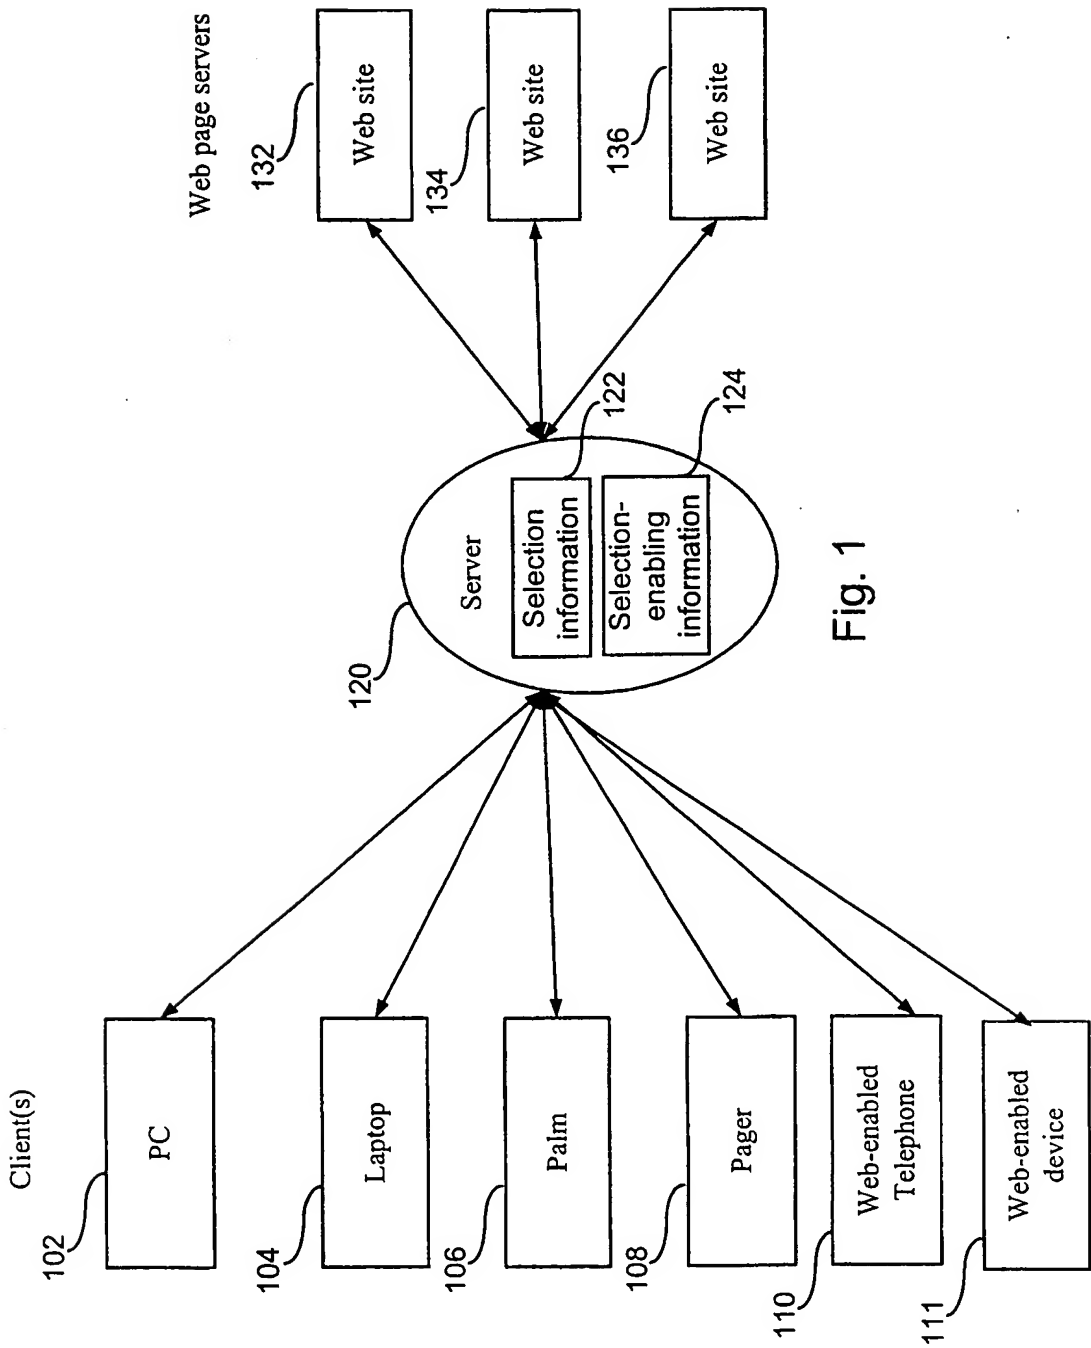 Client(s)
102
PC
104
Laptop
106
Palm
108
Pager
110
Web-enabled
Telephone
111
Web-enabled
device
120
Server
Selection
information
122
Selection-
enabling
information
124
Web page servers
132
Web site
134
Web site
136
Web site
Fig. 1